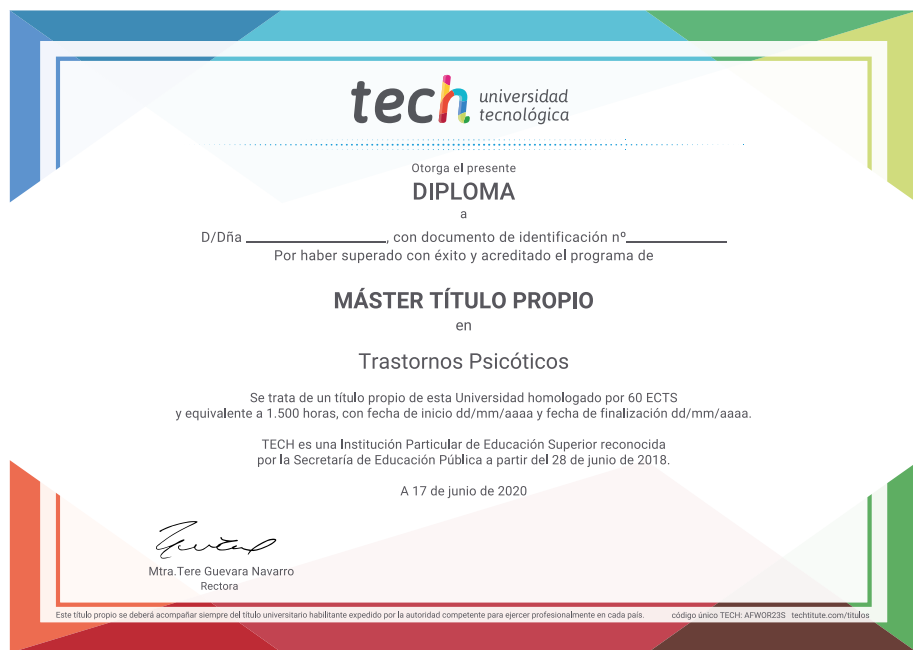 tech universidad
tecnológica
Otorga el presente
DIPLOMA
a
D/Dña ________________, con documento de identificación nº____________
Por haber superado con éxito y acreditado el programa de
MÁSTER TÍTULO PROPIO
en
Trastornos Psicóticos
Se trata de un título propio de esta Universidad homologado por 60 ECTS
y equivalente a 1.500 horas, con fecha de inicio dd/mm/aaaa y fecha de finalización dd/mm/aaaa.
TECH es una Institución Particular de Educación Superior reconocida
por la Secretaría de Educación Pública a partir del 28 de junio de 2018.
A 17 de junio de 2020
Mtra.Tere Guevara Navarro
Rectora
Este título propio se deberá acompañar siempre del título universitario habilitante expedido por la autoridad competente para ejercer profesionalmente en cada país. código único TECH: AFWOR23S techtitute.com/titulos